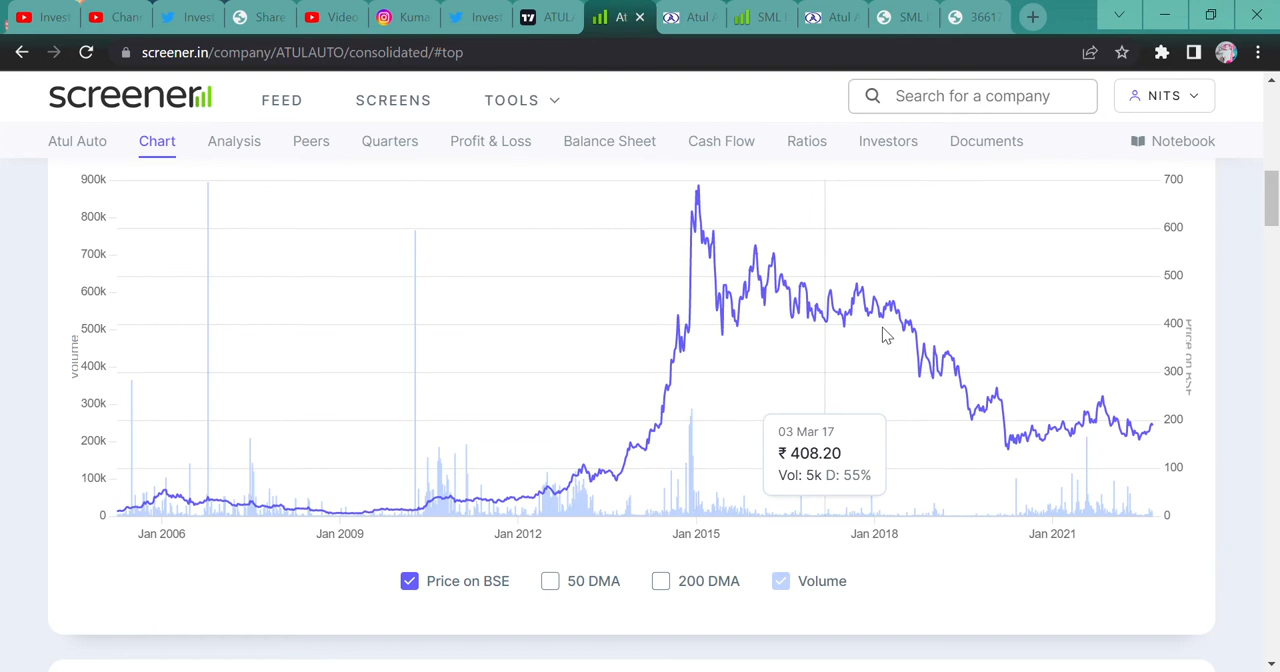 Invest
Chan
Invest
Share
Video
Kuma
Invest
ATUL
At
Atul A
SML
Atul
SML
36617
screener.in/company/ATULAUTO/consolidated/#top
screener
FEED
SCREENS
TOOLS
Search for a company
NITS
Atul Auto
Chart
Analysis
Peers
Quarters
Profit & Loss
Balance Sheet
Cash Flow
Ratios
Investors
Documents
Notebook
900k
800k
700k
600k
500k
400k
300k
200k
100k
0
Volume
700
600
500
400
300
200
100
0
Price on BSE
03 Mar 17
₹ 408.20
Vol: 5k D: 55%
Jan 2006
Jan 2009
Jan 2012
Jan 2015
Jan 2018
Jan 2021
Price on BSE
50 DMA
200 DMA
Volume